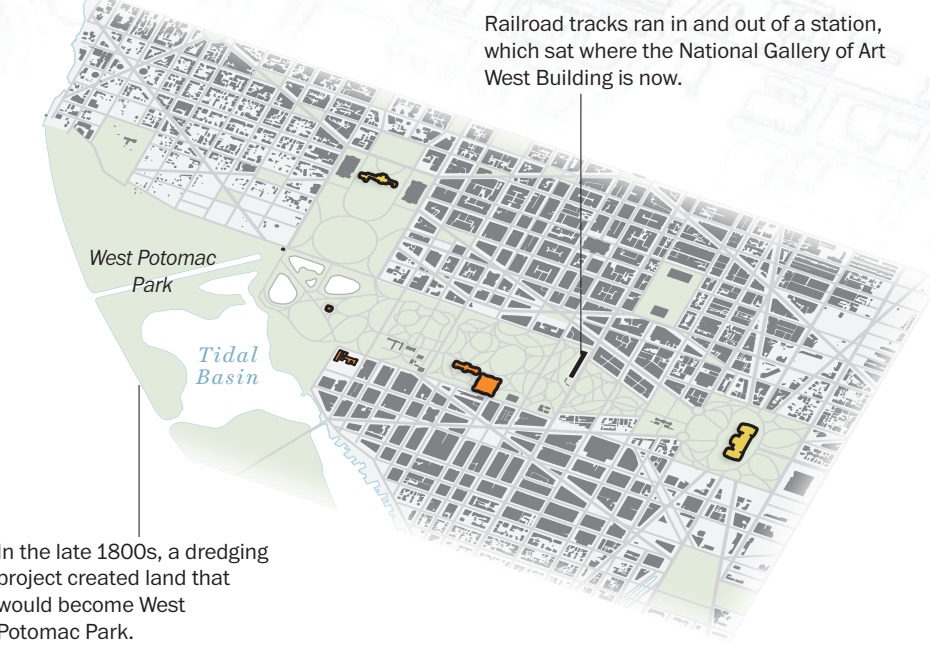 Railroad tracks ran in and out of a station,
which sat where the National Gallery of Art
West Building is now.
West Potomac
Park
Tidal
Basin
In the late 1800s, a dredging
project created land that
would become West
Potomac Park.